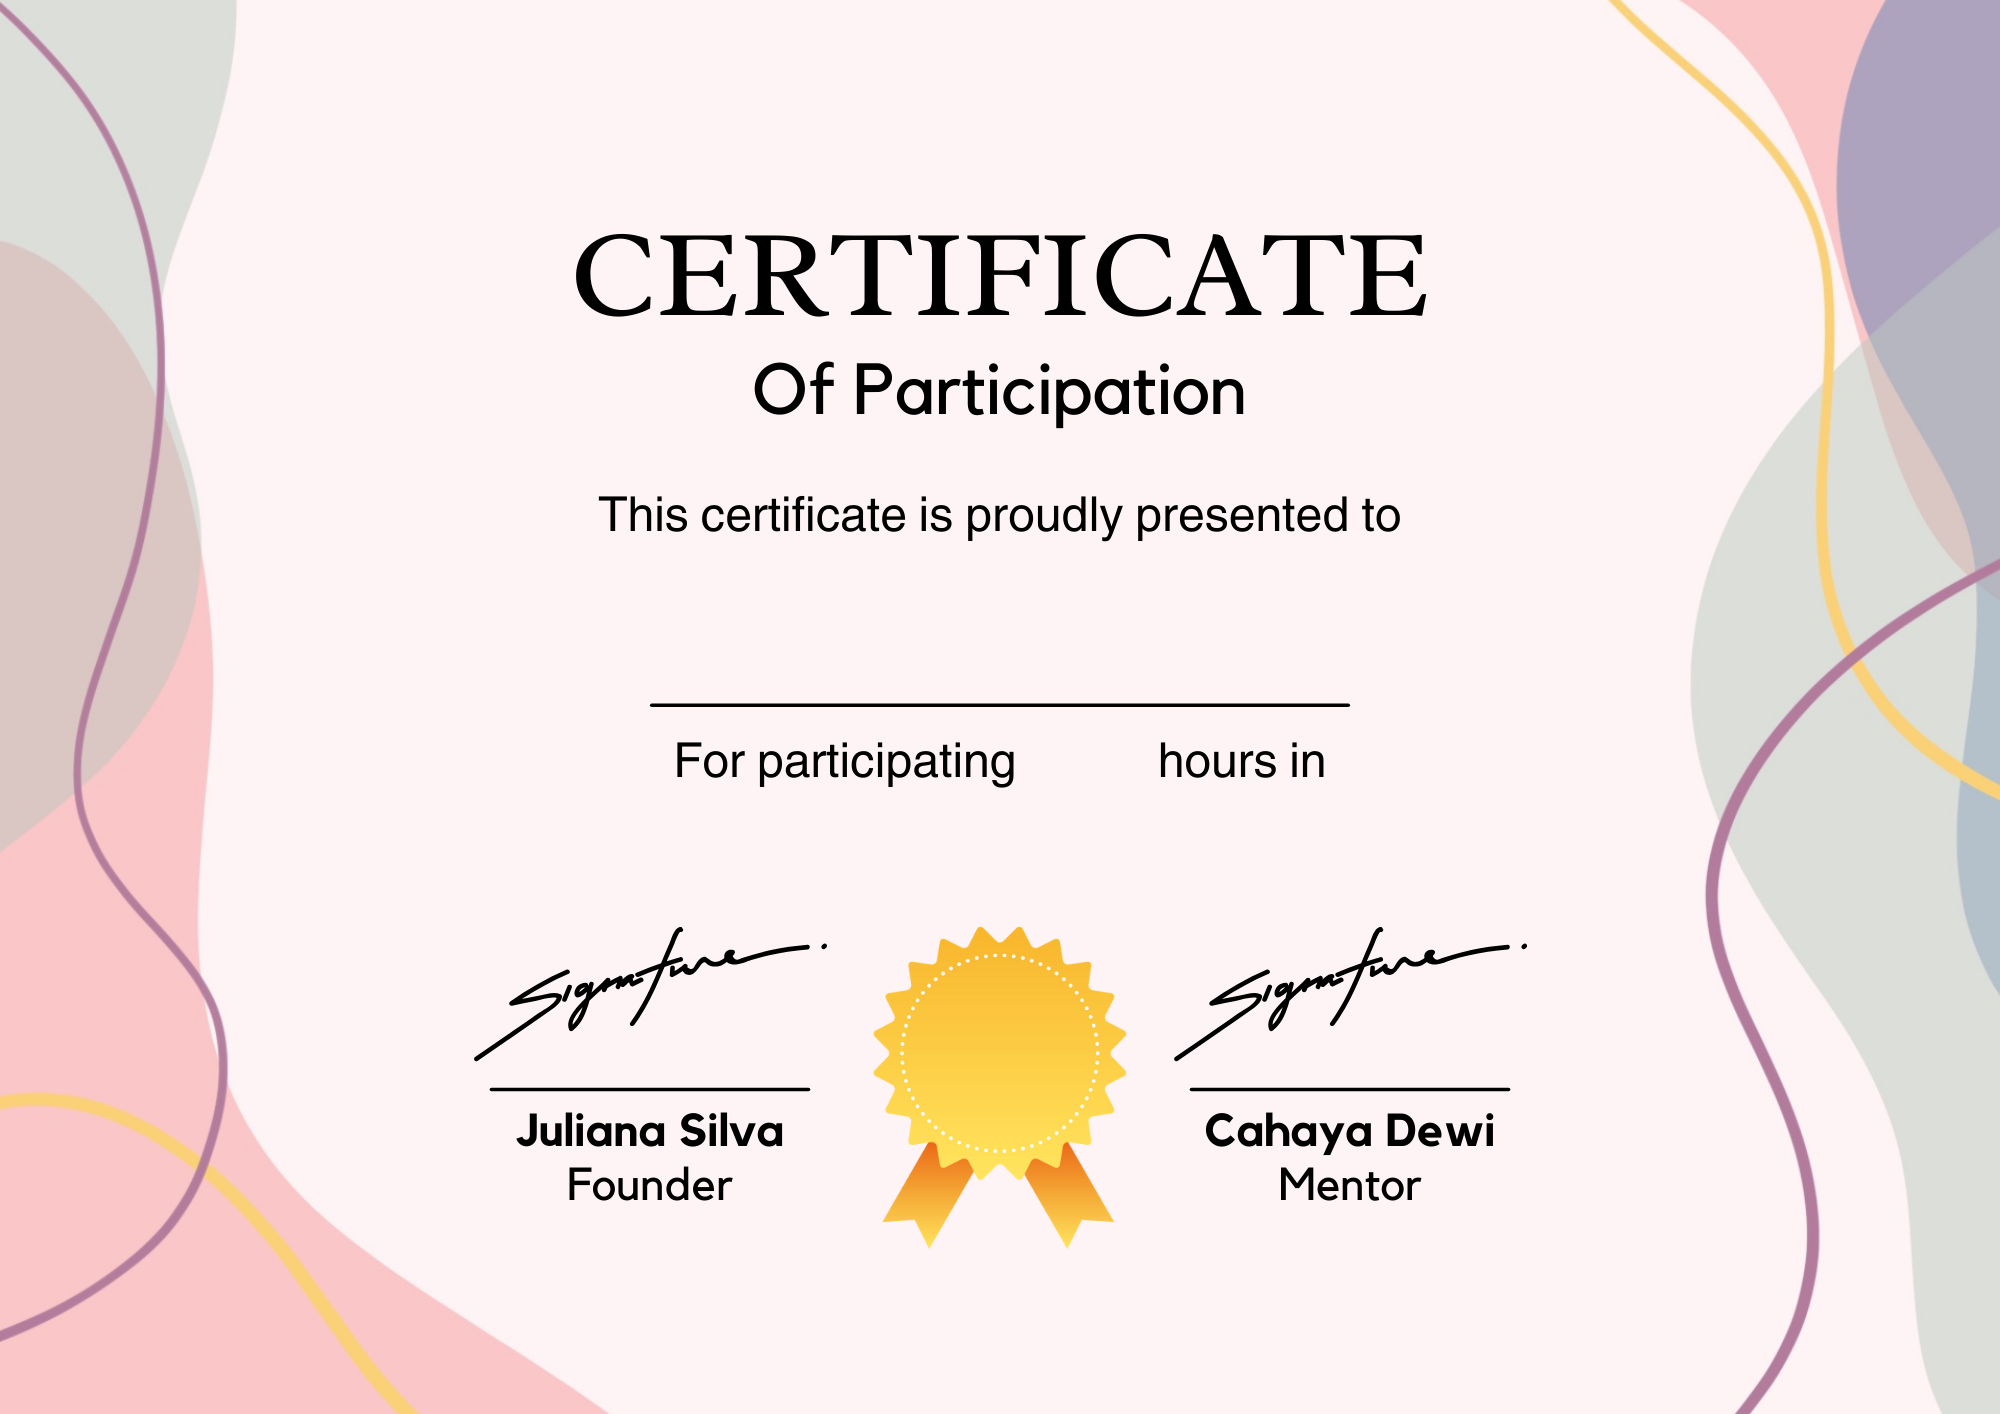 CERTIFICATE
Of Participation
This certificate is proudly presented to
For participating hours in
Signature Signature
Juliana Silva Cahaya Dewi
Founder Mentor